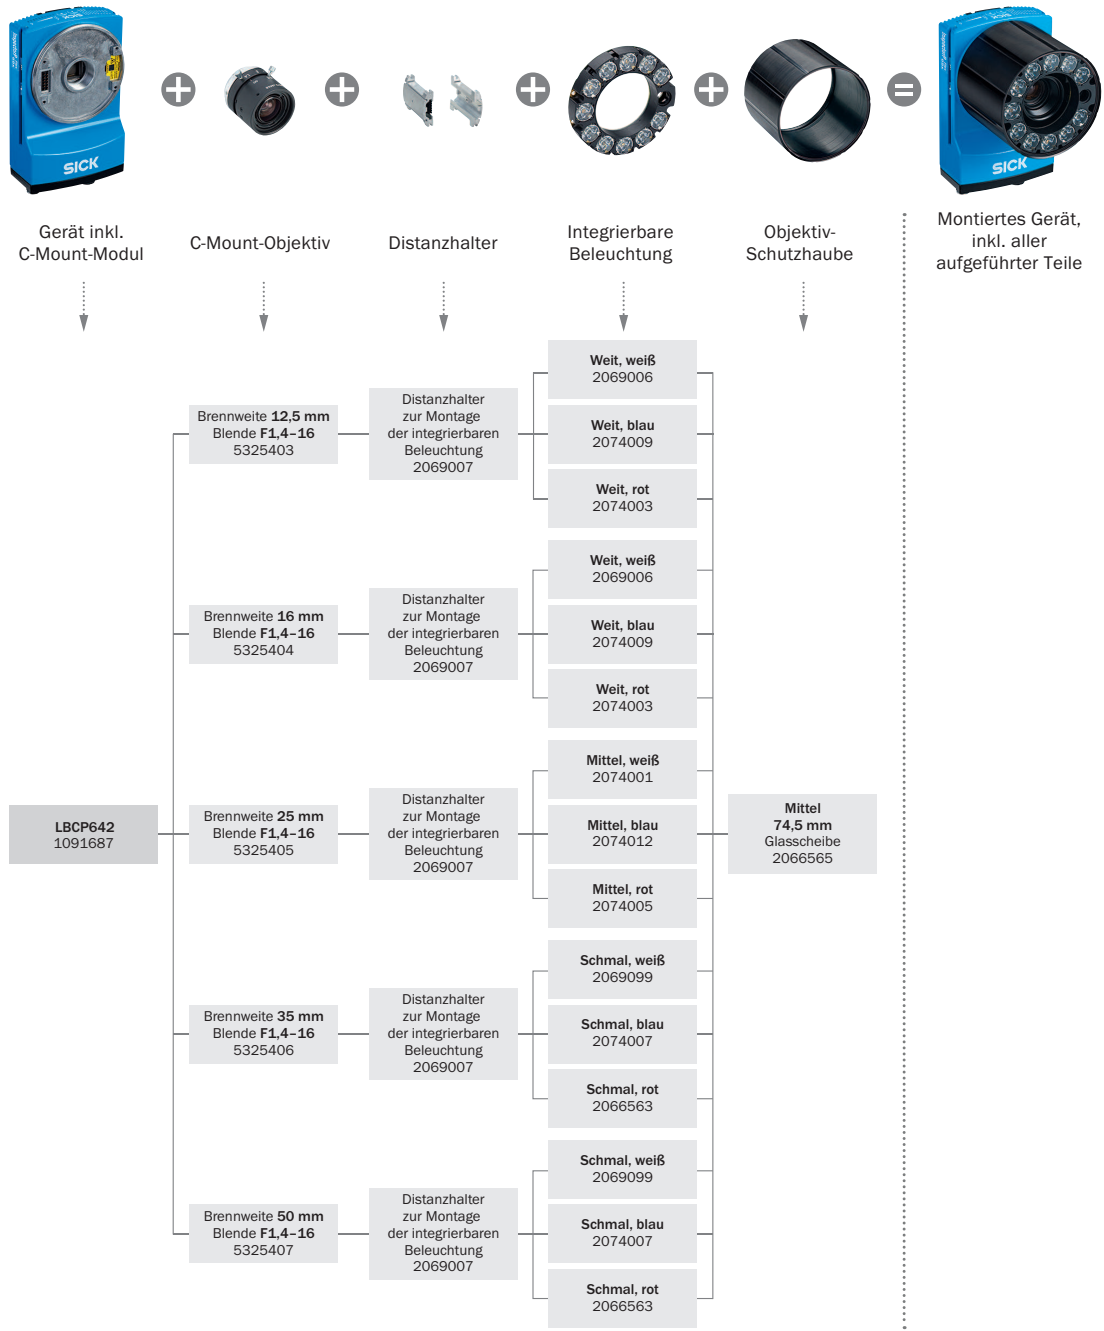 SICK
SICK
Gerät inkl.
C-Mount-Modul
C-Mount-Objektiv
Distanzhalter
Integrierbare
Beleuchtung
Objektiv-
Schutzhaube
Montiertes Gerät,
inkl. aller
aufgeführter Teile
LBCP642
1091687
Brennweite 12,5 mm
Blende F1,4–16
5325403
Distanzhalter
zur Montage
der integrierbaren
Beleuchtung
2069007
Weit, weiß
2069006
Weit, blau
2074009
Weit, rot
2074003
Brennweite 16 mm
Blende F1,4–16
5325404
Distanzhalter
zur Montage
der integrierbaren
Beleuchtung
2069007
Weit, weiß
2069006
Weit, blau
2074009
Weit, rot
2074003
Brennweite 25 mm
Blende F1,4–16
5325405
Distanzhalter
zur Montage
der integrierbaren
Beleuchtung
2069007
Mittel, weiß
2074001
Mittel, blau
2074012
Mittel, rot
2074005
Brennweite 35 mm
Blende F1,4–16
5325406
Distanzhalter
zur Montage
der integrierbaren
Beleuchtung
2069007
Schmal, weiß
2069099
Schmal, blau
2074007
Schmal, rot
2066563
Brennweite 50 mm
Blende F1,4–16
5325407
Distanzhalter
zur Montage
der integrierbaren
Beleuchtung
2069007
Schmal, weiß
2069099
Schmal, blau
2074007
Schmal, rot
2066563
Mittel
74,5 mm
Glasscheibe
2066565